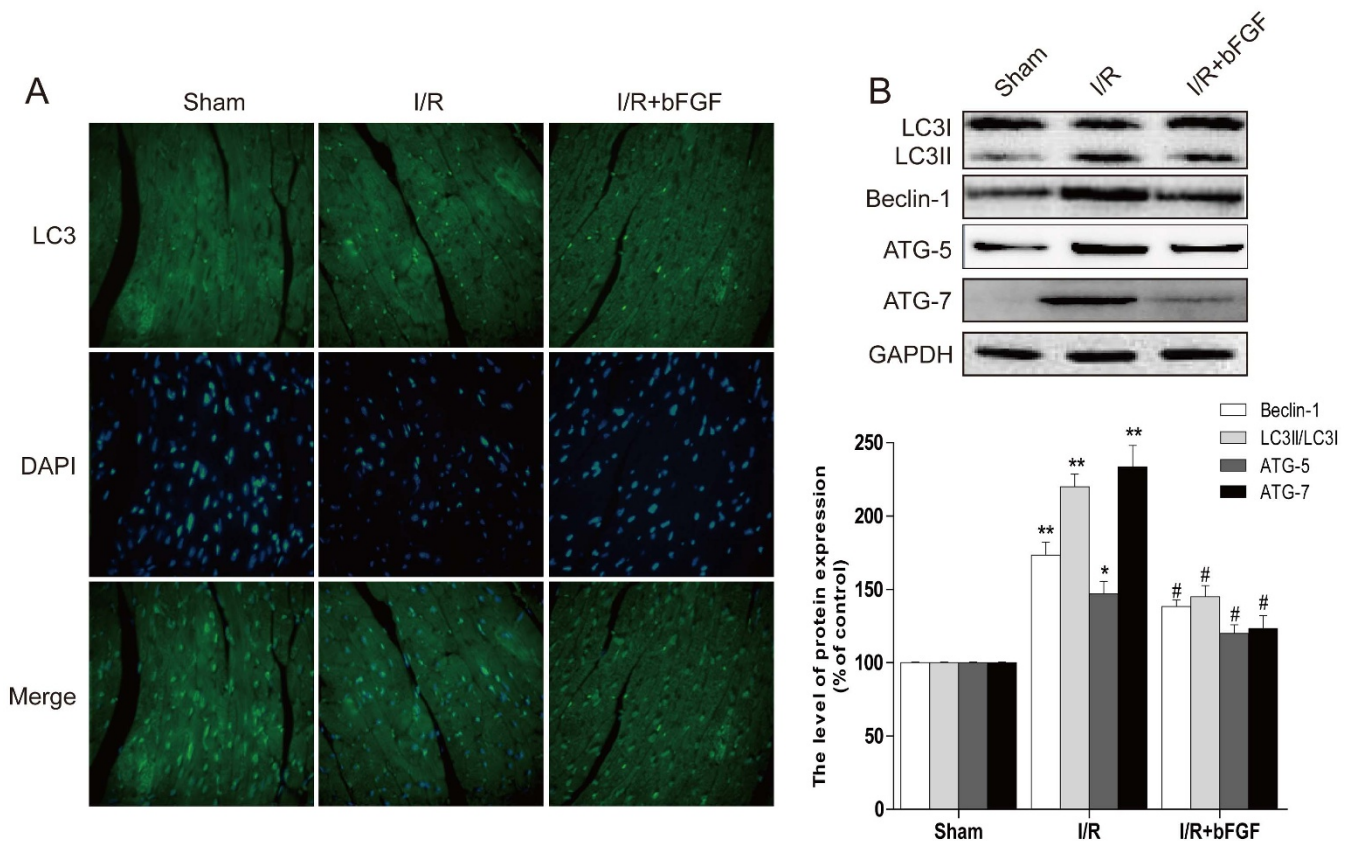 A
Sham
I/R
I/R+bFGF
LC3
DAPI
Merge
B
Sham
I/R
I/R+bFGF
LC3I
LC3II
Beclin-1
ATG-5
ATG-7
GAPDH
Beclin-1
LC3II/LC3I
ATG-5
ATG-7
The level of protein expression
(% of control)
250
200
150
100
50
0
**
**
*
**
#
#
#
#
Sham
I/R
I/R+bFGF